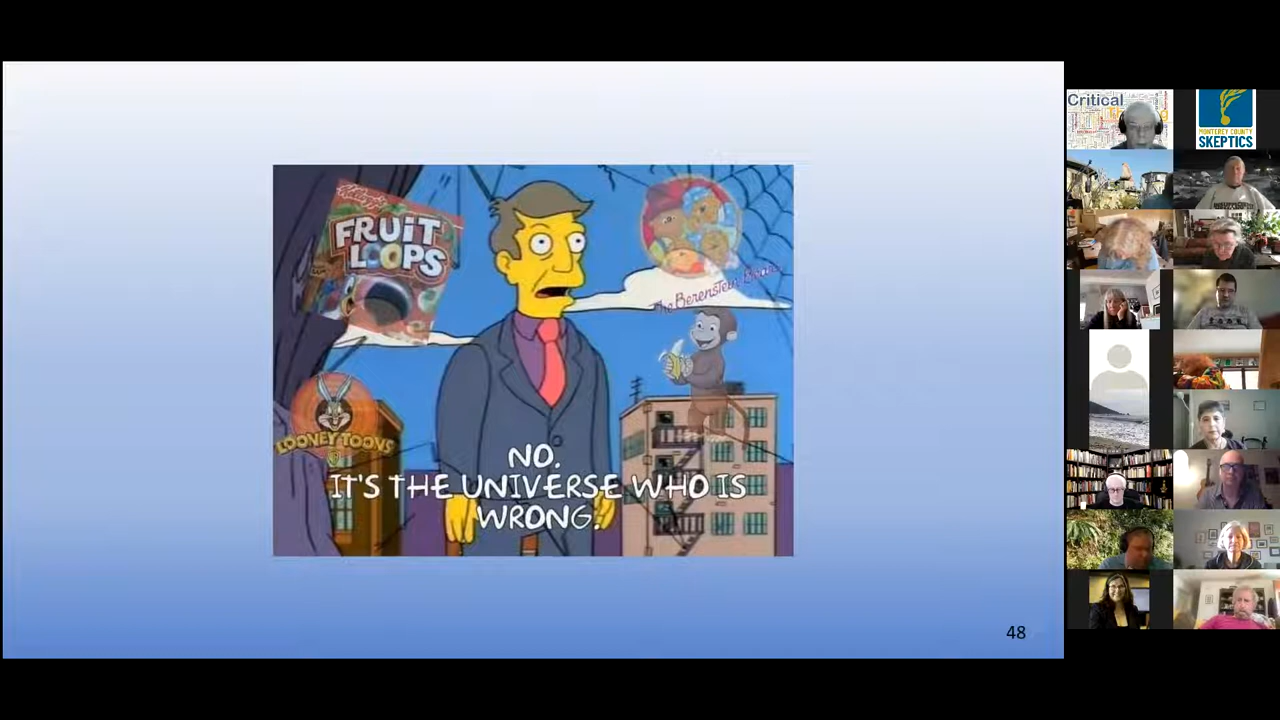 Kellogg's
FRUiT
LOOPS
The Berenstein Bears
LOONEY TOONS
NO.
IT'S THE UNIVERSE WHO IS
WRONG.
48
Critical
MONTEREY COUNTY
SKEPTICS